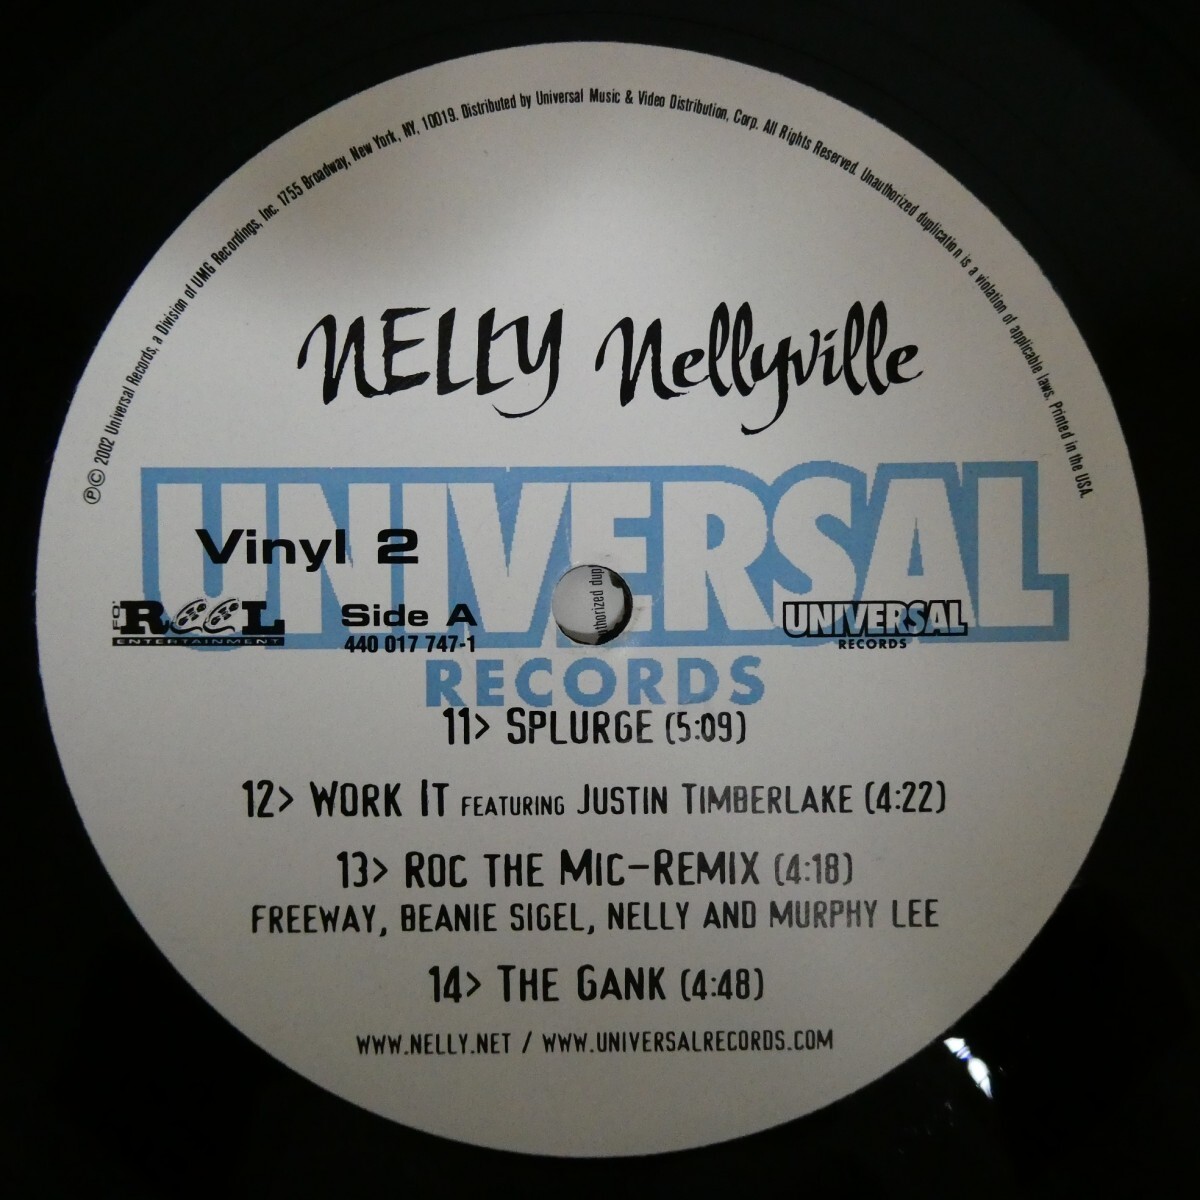 ℗© 2002 Universal Records, a Division of UMG Recordings, Inc. 1755 Broadway, New York, NY, 10019. Distributed by Universal Music & Video Distribution, Corp. All Rights Reserved. Unauthorized duplication is a violation of applicable laws. Printed in the USA.
NELLY Nellyville
UNIVERSAL
RECORDS
Vinyl 2
FO' REEL
ENTERTAINMENT
Side A
440 017 747-1
thorized dupl
UNIVERSAL
RECORDS
11> SPLURGE (5:09)
12> WORK IT FEATURING JUSTIN TIMBERLAKE (4:22)
13> ROC THE MIC-REMIX (4:18)
FREEWAY, BEANIE SIGEL, NELLY AND MURPHY LEE
14> THE GANK (4:48)
WWW.NELLY.NET / WWW.UNIVERSALRECORDS.COM